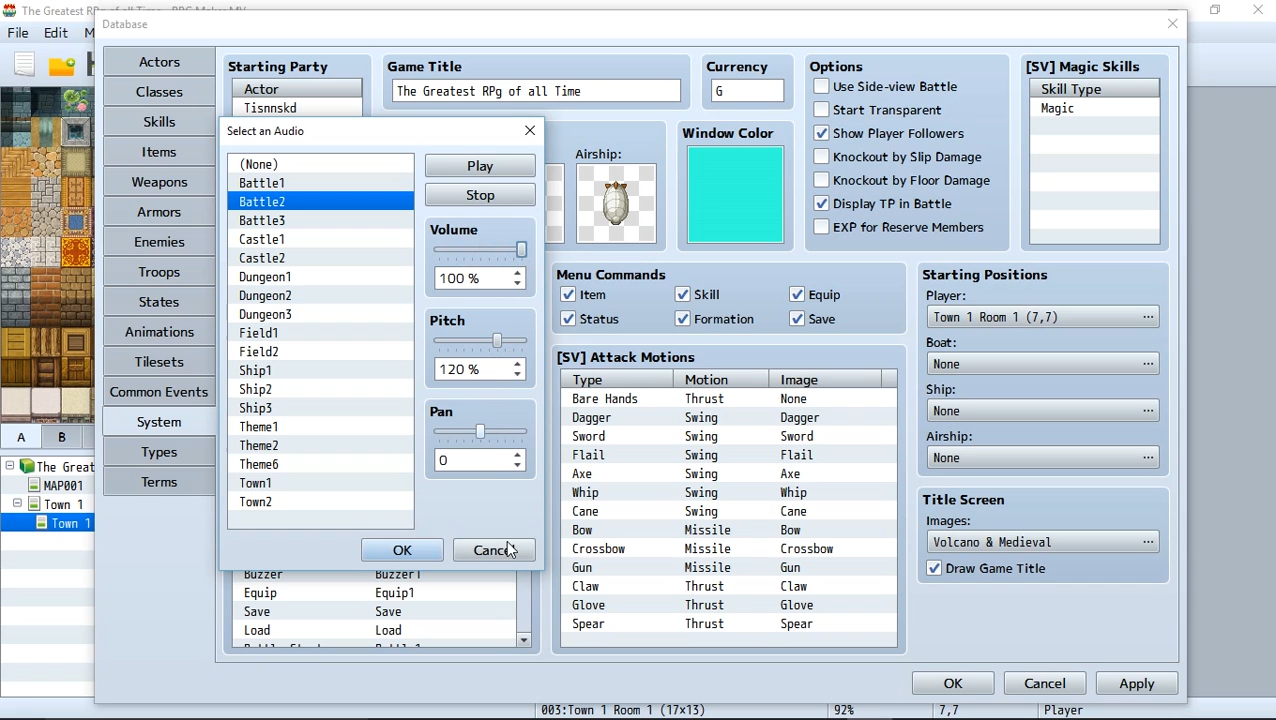 The Greatest RPg of all Time - RPG Maker MV
File Edit M
Database
Actors
Classes
Skills
Items
Weapons
Armors
Enemies
Troops
States
Animations
Tilesets
Common Events
System
Types
Terms
A B
The Great
MAP001
Town 1
Town 1
Starting Party
Actor
Tisnnskd
Game Title
The Greatest RPg of all Time
Currency
G
Options
Use Side-view Battle
Start Transparent
Show Player Followers
Knockout by Slip Damage
Knockout by Floor Damage
Display TP in Battle
EXP for Reserve Members
[SV] Magic Skills
Skill Type
Magic
Select an Audio
(None)
Battle1
Battle2
Battle3
Castle1
Castle2
Dungeon1
Dungeon2
Dungeon3
Field1
Field2
Ship1
Ship2
Ship3
Theme1
Theme2
Theme6
Town1
Town2
Play
Stop
Volume
100 %
Pitch
120 %
Pan
0
OK Cancel
Airship:
Window Color
Menu Commands
Item Skill Equip
Status Formation Save
[SV] Attack Motions
Type Motion Image
Bare Hands Thrust None
Dagger Swing Dagger
Sword Swing Sword
Flail Swing Flail
Axe Swing Axe
Whip Swing Whip
Cane Swing Cane
Bow Missile Bow
Crossbow Missile Crossbow
Gun Missile Gun
Claw Thrust Claw
Glove Thrust Glove
Spear Thrust Spear
Starting Positions
Player:
Town 1 Room 1 (7,7) ...
Boat:
None ...
Ship:
None ...
Airship:
None ...
Title Screen
Images:
Volcano & Medieval ...
Draw Game Title
Buzzer Buzzer1
Equip Equip1
Save Save
Load Load
OK Cancel Apply
003:Town 1 Room 1 (17x13) 92% 7,7 Player